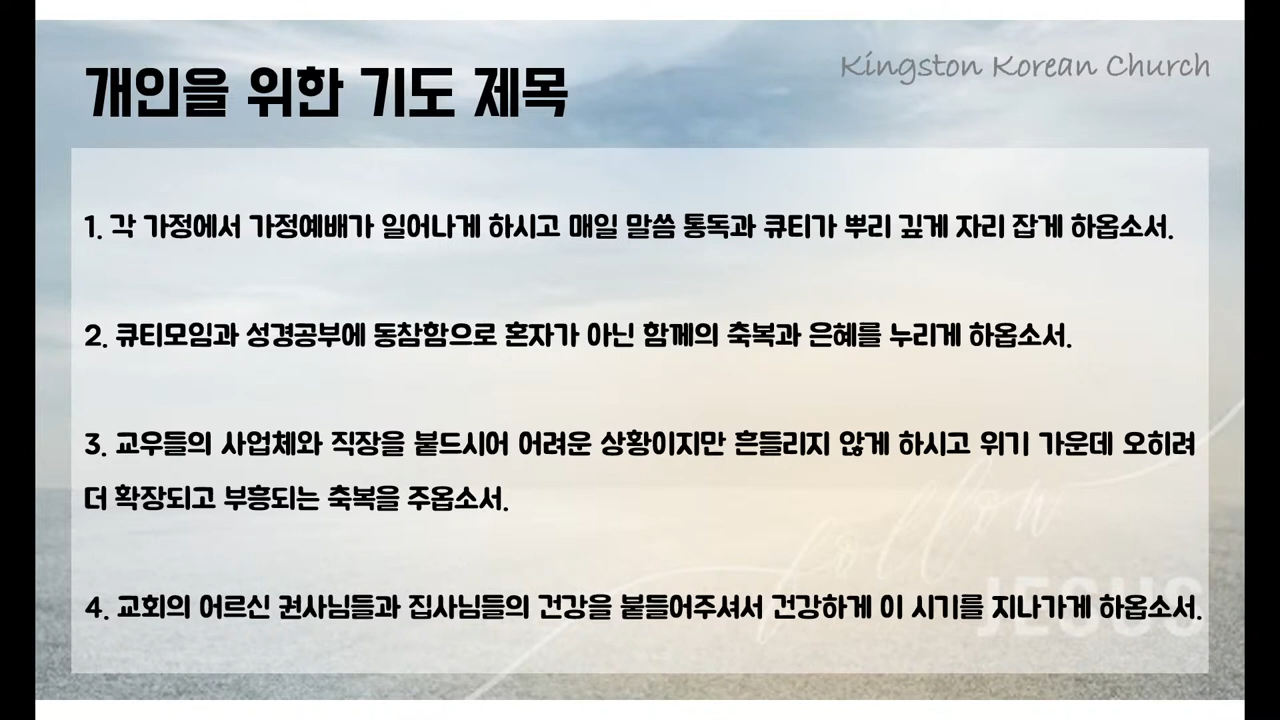 Kingston Korean Church
개인을 위한 기도 제목
1. 각 가정에서 가정예배가 일어나게 하시고 매일 말씀 통독과 큐티가 뿌리 깊게 자리 잡게 하옵소서.
2. 큐티모임과 성경공부에 동참함으로 혼자가 아닌 함께의 축복과 은혜를 누리게 하옵소서.
3. 교우들의 사업체와 직장을 붙드시어 어려운 상황이지만 흔들리지 않게 하시고 위기 가운데 오히려
더 확장되고 부흥되는 축복을 주옵소서.
4. 교회의 어르신 권사님들과 집사님들의 건강을 붙들어주셔서 건강하게 이 시기를 지나가게 하옵소서.
follow
JESUS